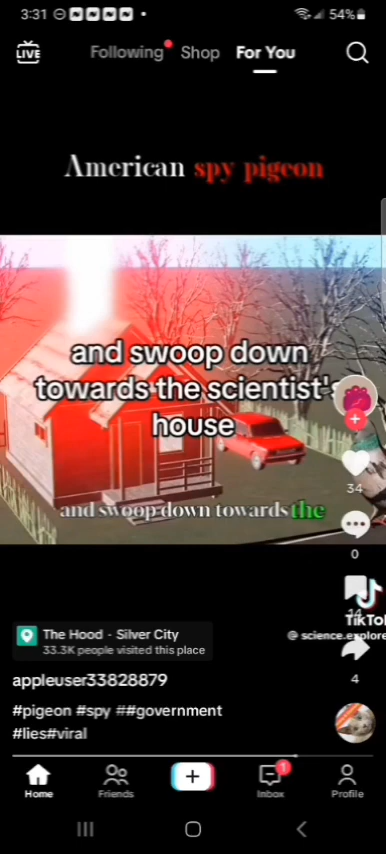 3:31
54%
LIVE
Following
Shop
For You
American spy pigeon
and swoop down
towards the scientist's
house
and swoop down towards the
34
0
14
TikTo
@ science.explore
4
The Hood - Silver City
33.3K people visited this place
appleuser33828879
#pigeon #spy ##government
#lies#viral
1
Home
Friends
Inbox
Profile